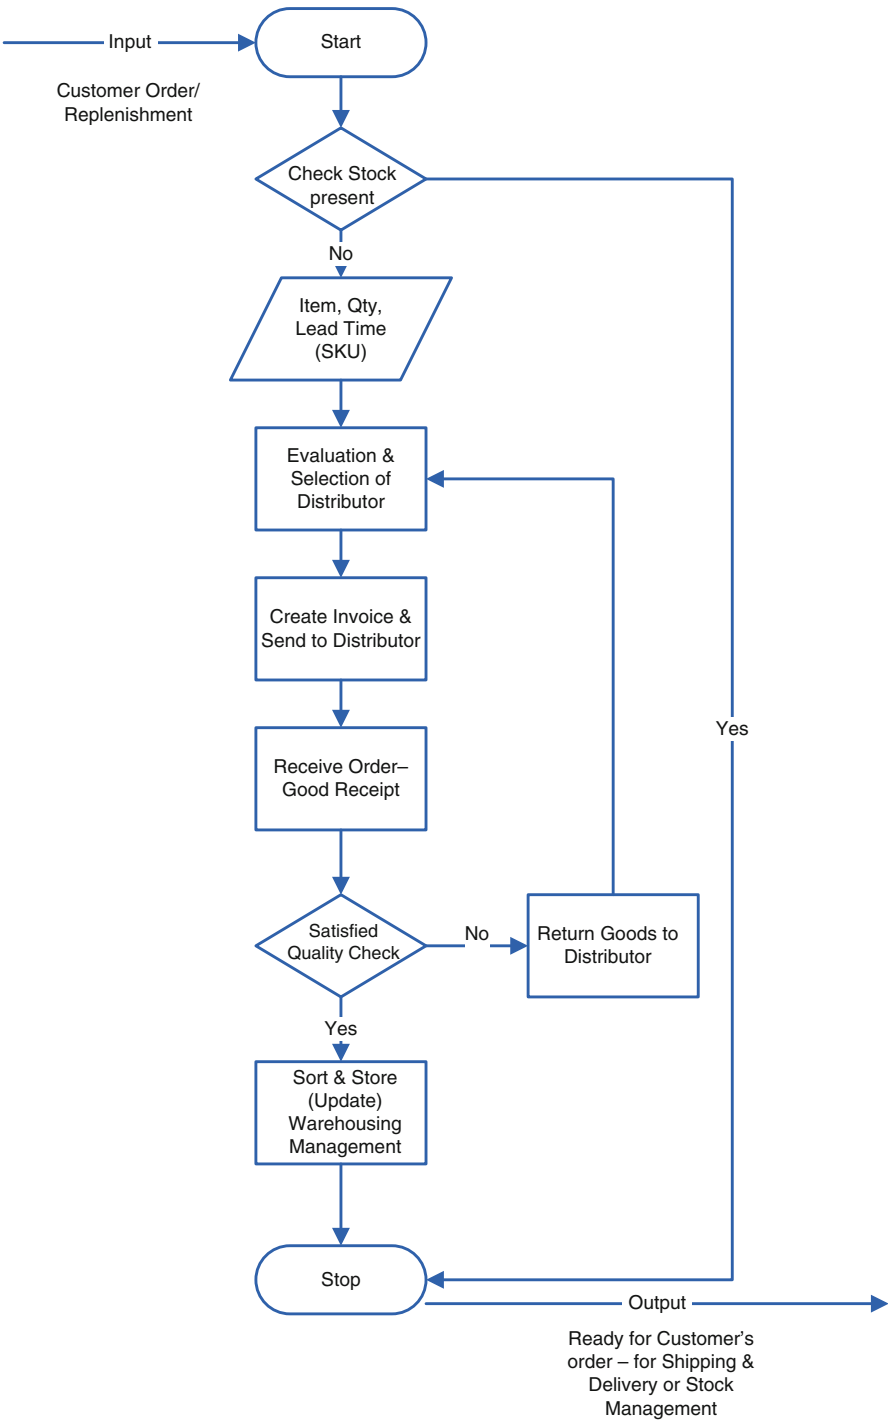 Input
Start
Customer Order/
Replenishment
Check Stock
present
No
Item, Qty,
Lead Time
(SKU)
Evaluation &
Selection of
Distributor
Create Invoice &
Send to Distributor
Receive Order–
Good Receipt
Yes
Satisfied
Quality Check
No
Return Goods to
Distributor
Yes
Sort & Store
(Update)
Warehousing
Management
Stop
Output
Ready for Customer's
order – for Shipping &
Delivery or Stock
Management